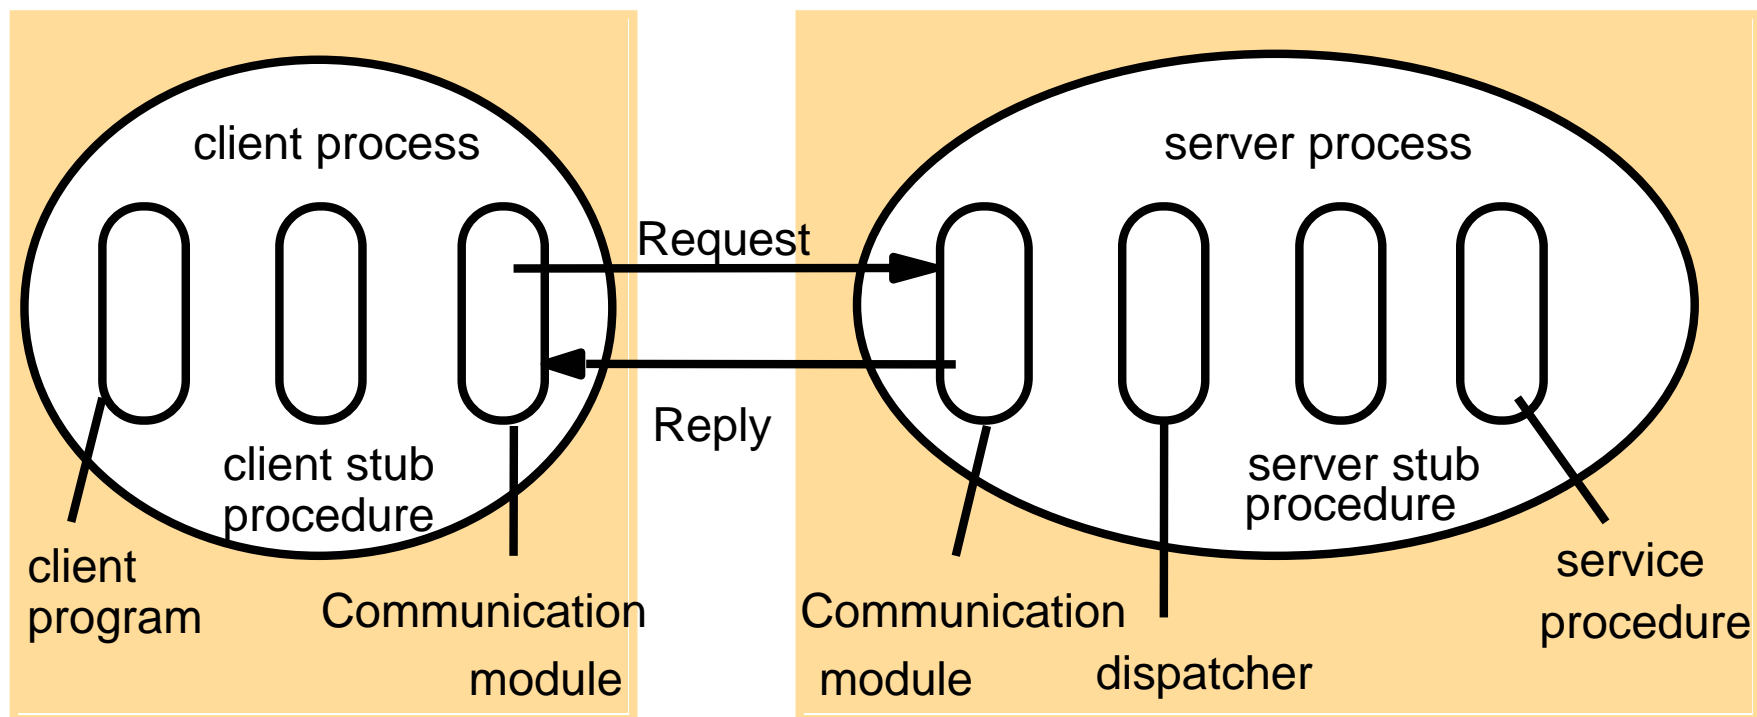 client process
server process
Request
Reply
client stub
procedure
server stub
procedure
client
program
Communication
module
Communication
module
dispatcher
service
procedure